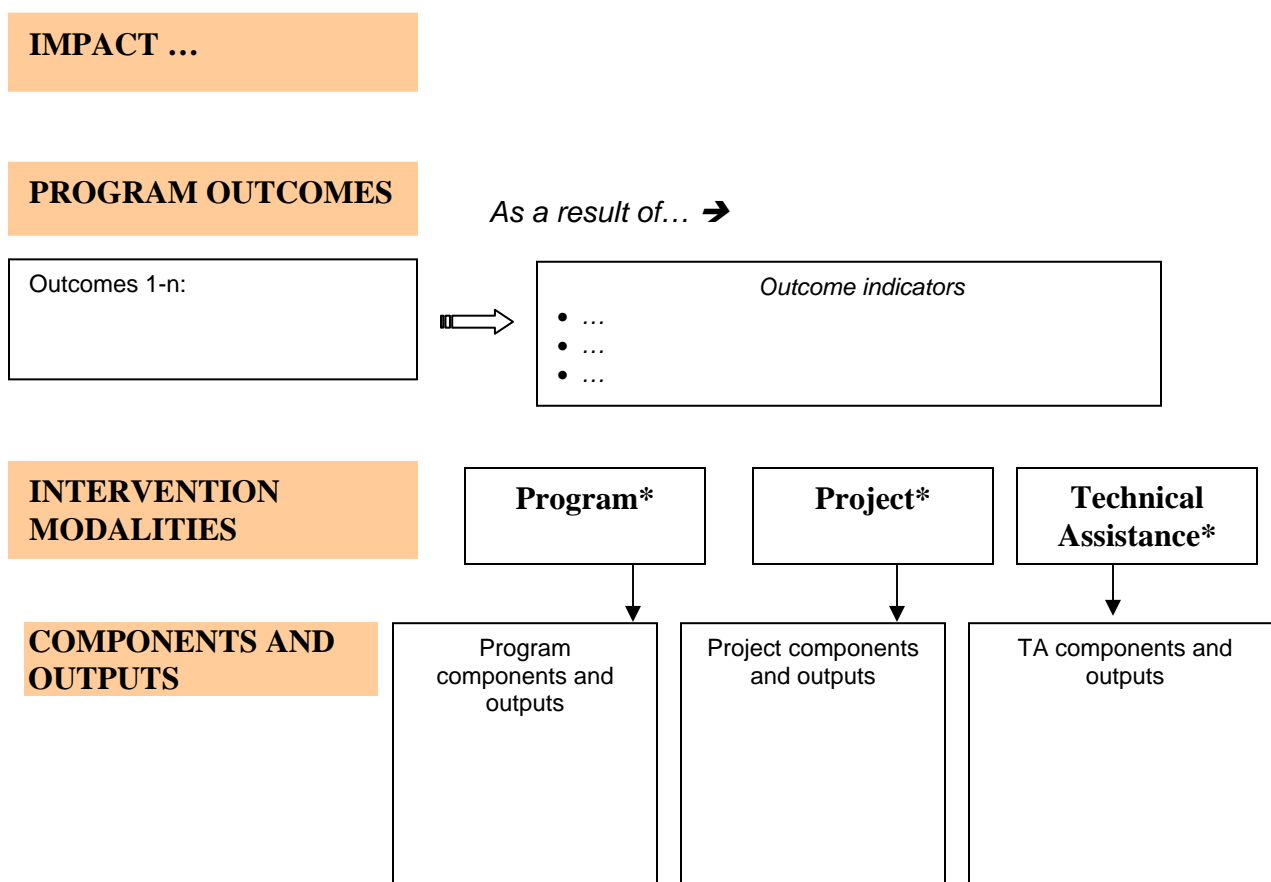 IMPACT …
PROGRAM OUTCOMES
As a result of… ➔
Outcomes 1-n:
Outcome indicators
• …
• …
• …
INTERVENTION
MODALITIES
Program*
Project*
Technical
Assistance*
COMPONENTS AND
OUTPUTS
Program
components and
outputs
Project components
and outputs
TA components and
outputs